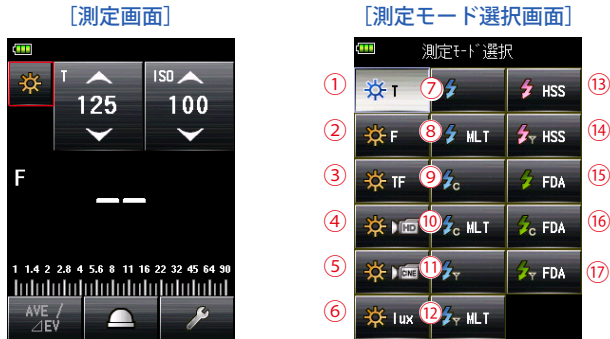 [測定画面]
T
125
ISO
100
F
1 1.4 2 2.8 4 5.6 8 11 16 22 32 45 64 90
AVE /
⊿EV
[測定モード選択画面]
測定ﾓｰﾄﾞ選択
① T ⑦ HSS ⑬
② F ⑧ MLT HSS ⑭
③ TF ⑨ C FDA ⑮
④ HD ⑩ C MLT C FDA ⑯
⑤ CINE ⑪ FDA ⑰
⑥ lux ⑫ MLT